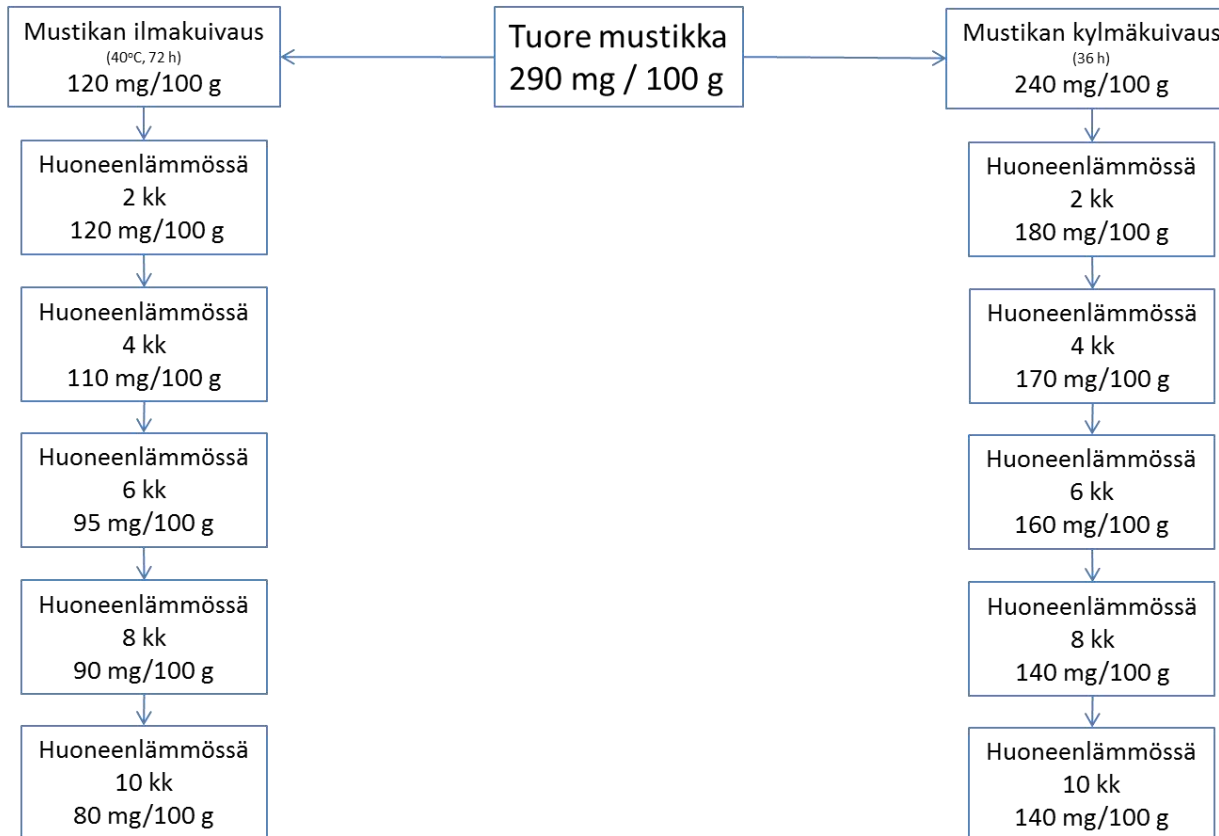 Tuore mustikka
290 mg / 100 g
Mustikan ilmakuivaus
(40°C, 72 h)
120 mg/100 g
Huoneenlämmössä
2 kk
120 mg/100 g
Huoneenlämmössä
4 kk
110 mg/100 g
Huoneenlämmössä
6 kk
95 mg/100 g
Huoneenlämmössä
8 kk
90 mg/100 g
Huoneenlämmössä
10 kk
80 mg/100 g
Mustikan kylmäkuivaus
(36 h)
240 mg/100 g
Huoneenlämmössä
2 kk
180 mg/100 g
Huoneenlämmössä
4 kk
170 mg/100 g
Huoneenlämmössä
6 kk
160 mg/100 g
Huoneenlämmössä
8 kk
140 mg/100 g
Huoneenlämmössä
10 kk
140 mg/100 g